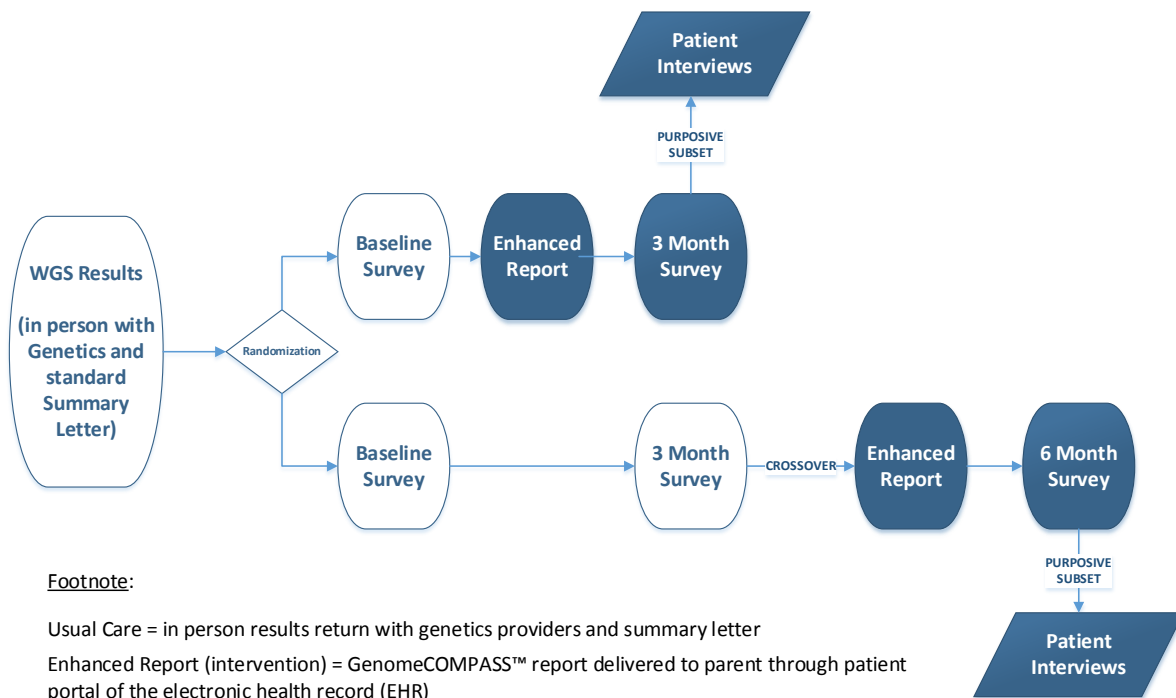 Patient
Interviews
PURPOSIVE
SUBSET
WGS Results
(in person with
Genetics and
standard
Summary
Letter)
Randomization
Baseline
Survey
Enhanced
Report
3 Month
Survey
Baseline
Survey
3 Month
Survey
CROSSOVER
Enhanced
Report
6 Month
Survey
PURPOSIVE
SUBSET
Patient
Interviews
Footnote:
Usual Care = in person results return with genetics providers and summary letter
Enhanced Report (intervention) = GenomeCOMPASS™ report delivered to parent through patient
portal of the electronic health record (EHR)